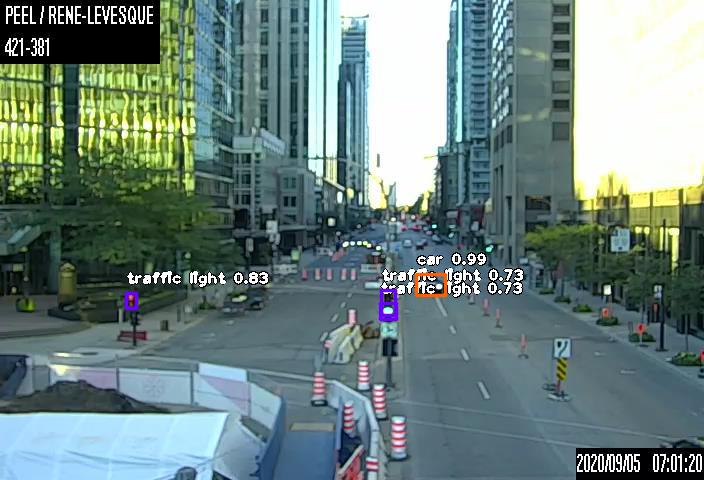 PEEL / RENE-LEVESQUE
421-381
car 0.99
traffic light 0.83
traffic light 0.73
traffic light 0.73
2020/09/05 07:01:20